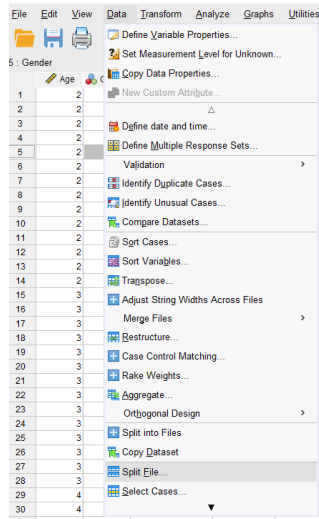 File Edit View Data Transform Analyze Graphs Utilities
Define Variable Properties...
Set Measurement Level for Unknown...
5 : Gender
Copy Data Properties...
Age
New Custom Attribute...
1 2
2 2
3 2 Define date and time...
4 2
5 2 Define Multiple Response Sets...
6 2 Validation
7 2 Identify Duplicate Cases...
8 2
9 2 Identify Unusual Cases...
10 2 Compare Datasets...
11 2 Sort Cases...
12 2
13 2 Sort Variables...
14 2 Transpose...
15 3 Adjust String Widths Across Files
16 3
17 3 Merge Files
18 3 Restructure...
19 3 Case Control Matching...
20 3
21 3 Rake Weights...
22 3 Aggregate...
23 3 Orthogonal Design
24 3
25 3 Split into Files
26 3 Copy Dataset
27 3 Split File...
28 3
29 4 Select Cases...
30 4